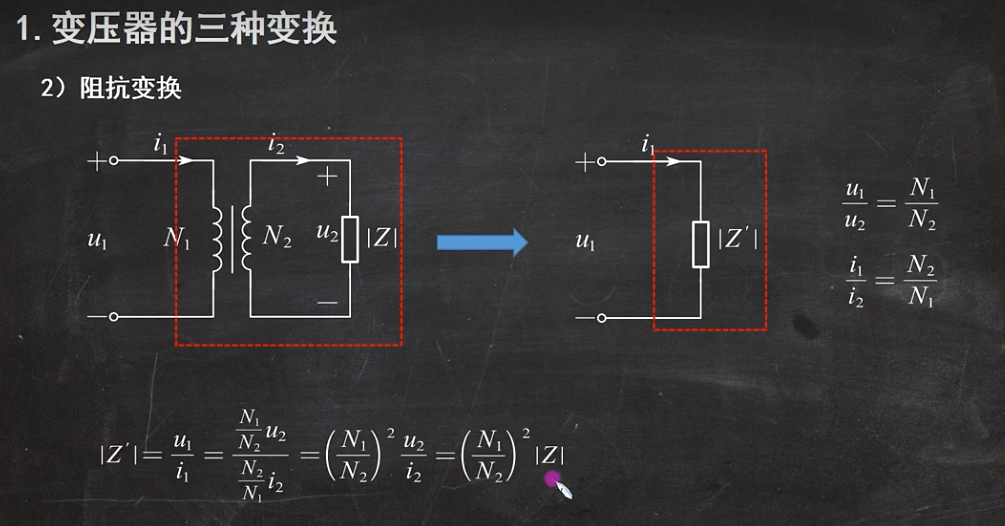 1. 变压器的三种变换
2）阻抗变换
i₁ i₂
+ +
u₁ N₁ N₂ u₂ |Z|
− −
i₁
+
u₁ |Z′|
−
u₁/u₂ = N₁/N₂
i₁/i₂ = N₂/N₁
|Z′| = u₁/i₁ = (N₁/N₂ u₂)/(N₂/N₁ i₂) = (N₁/N₂)² u₂/i₂ = (N₁/N₂)² |Z|